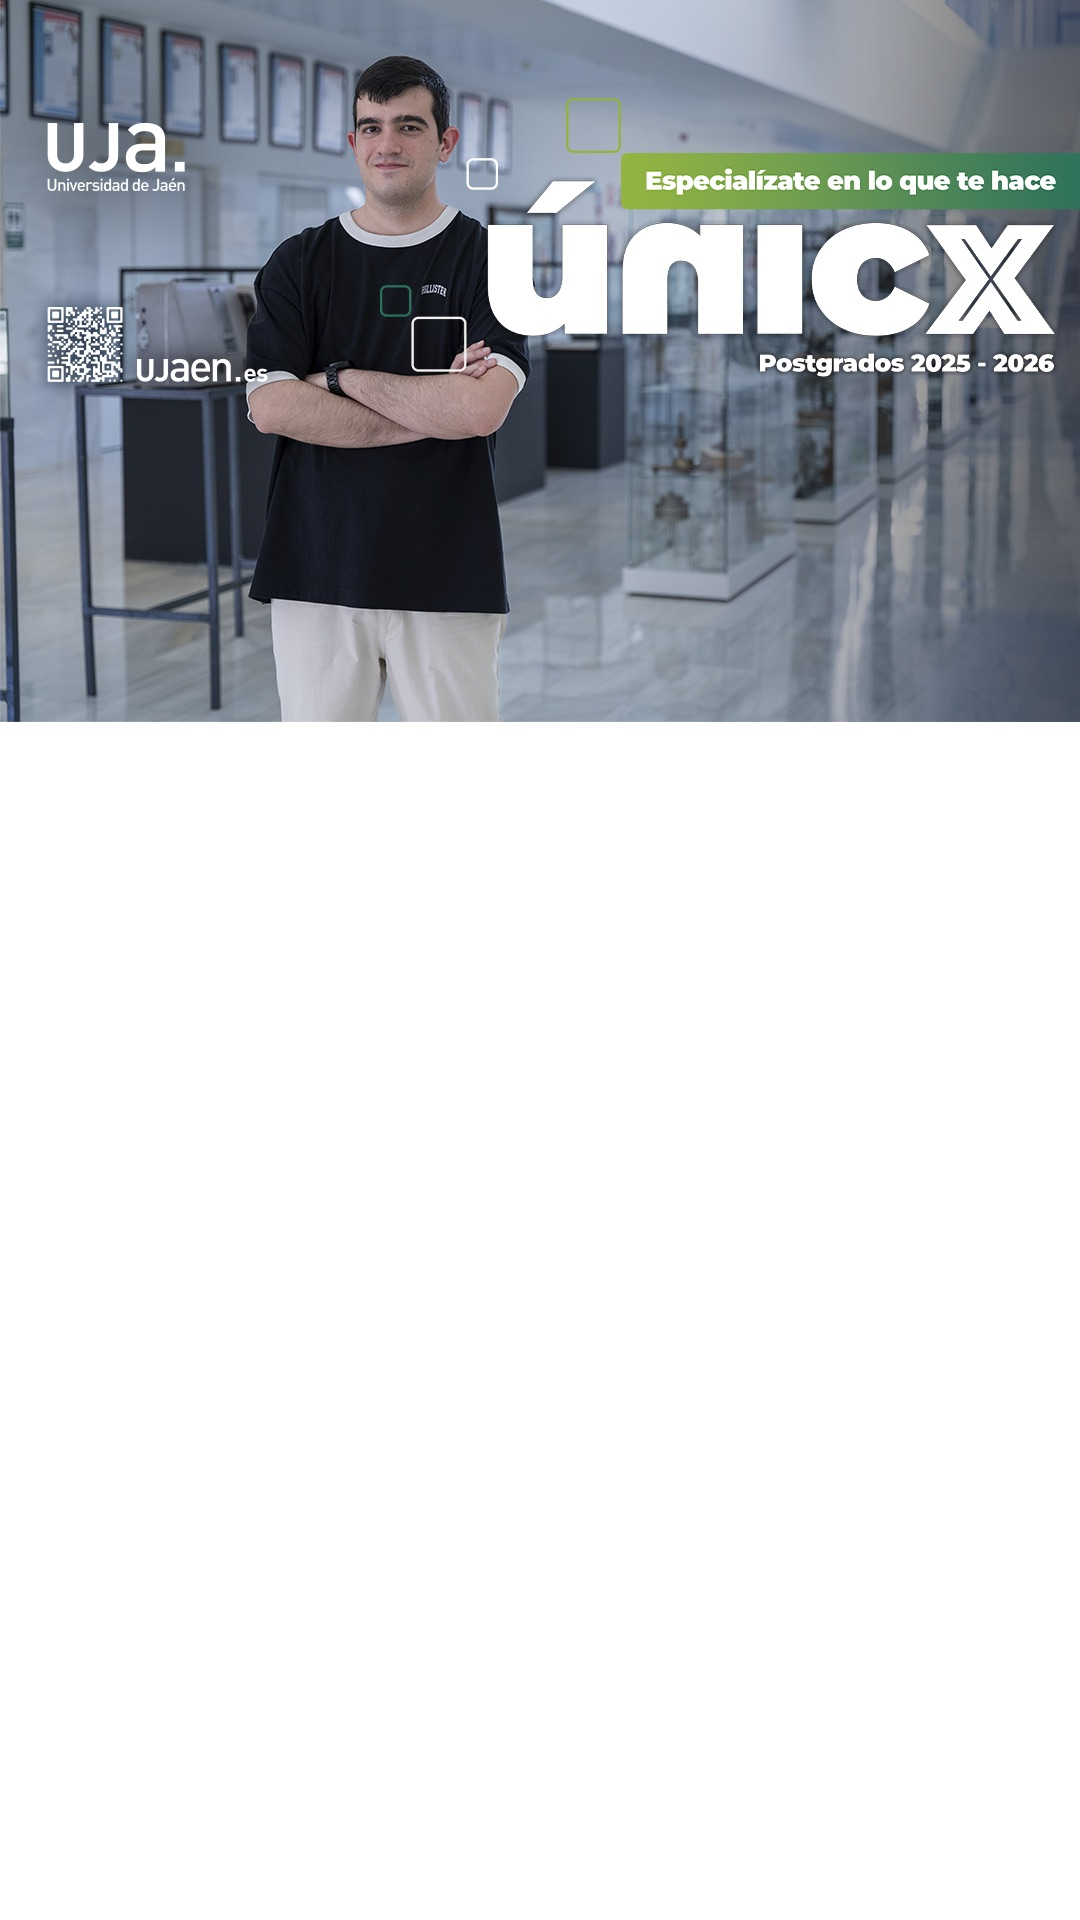 uja.
Universidad de Jaén
Especialízate en lo que te hace
únicx
Postgrados 2025 - 2026
HOLLISTER
ujaen.es